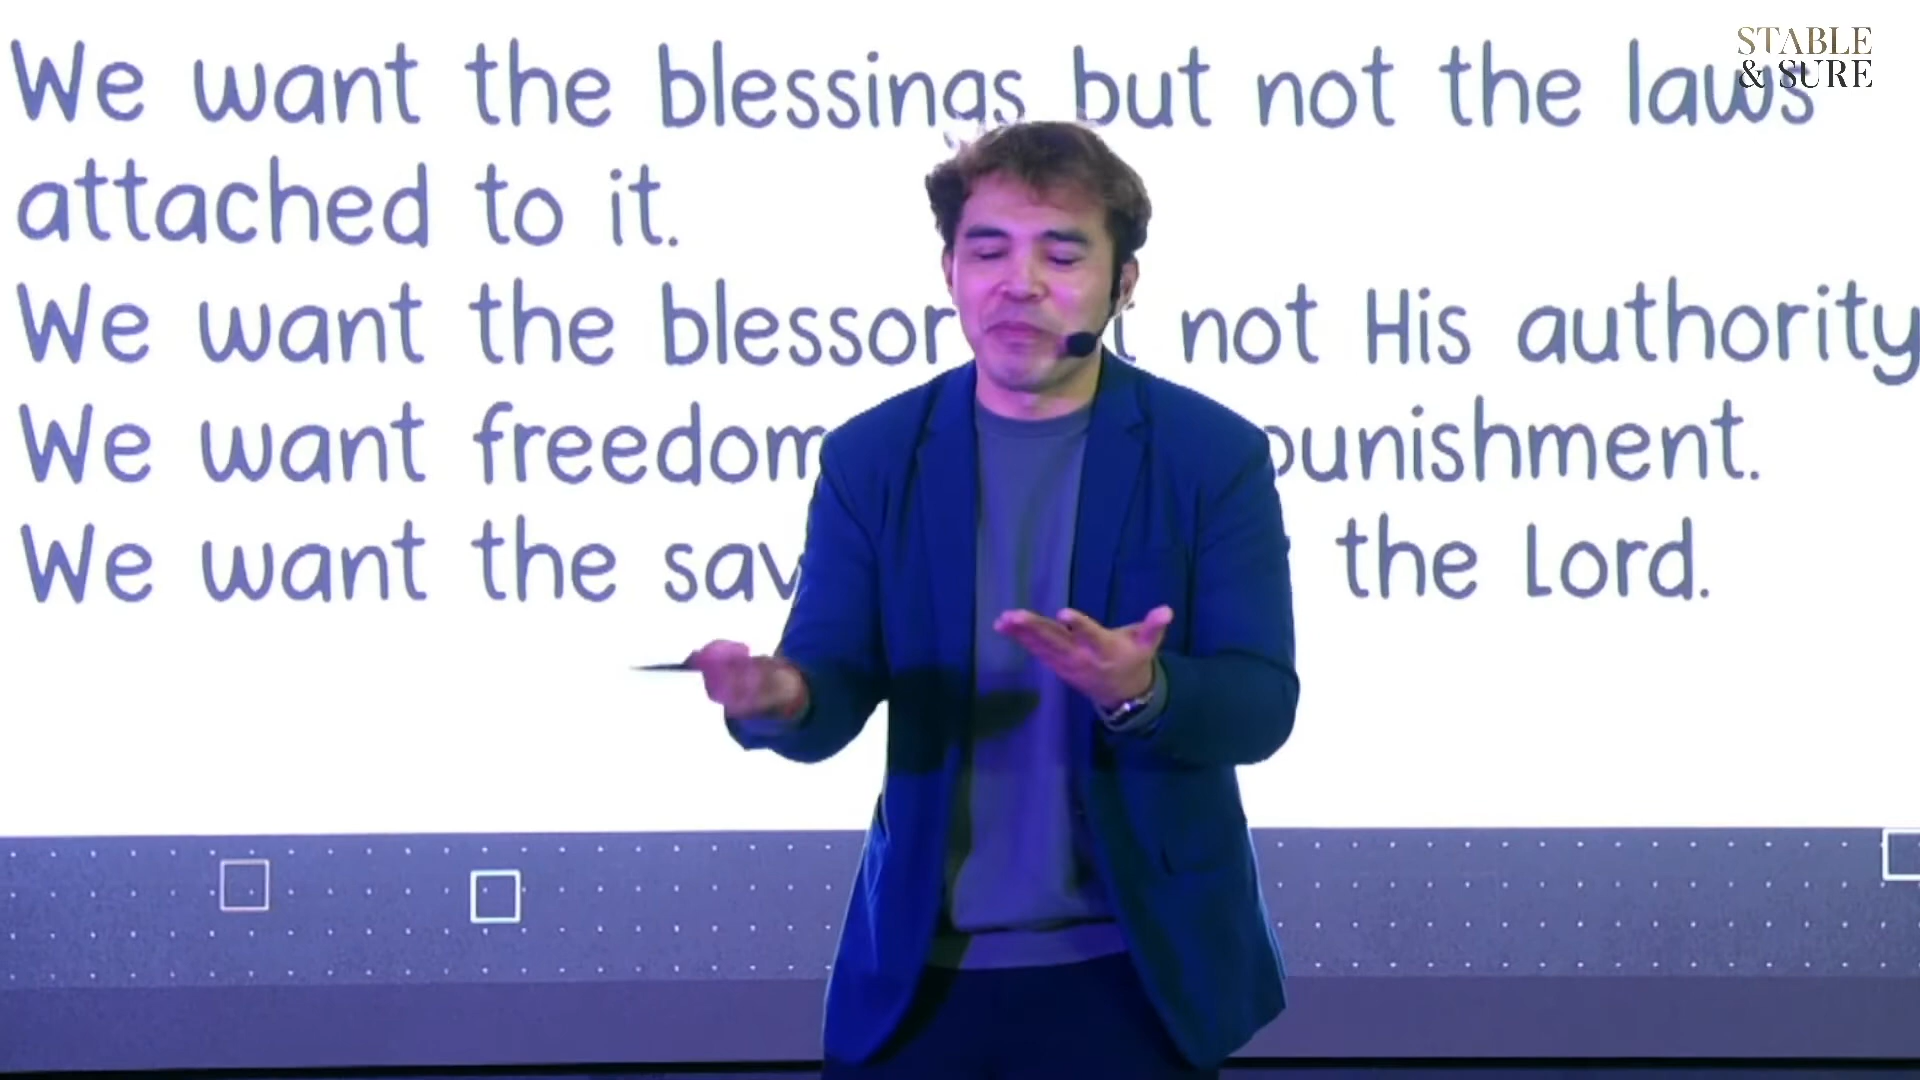 STABLE
& SURE
We want the blessings but not the laws
attached to it.
We want the blessor not His authority
We want freedom punishment.
We want the the Lord.